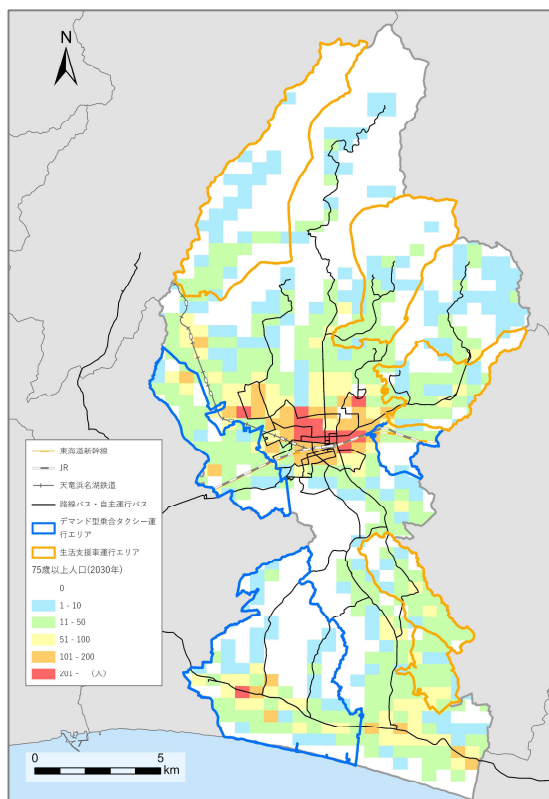 N
東海道新幹線
JR
天竜浜名湖鉄道
路線バス・自主運行バス
デマンド型乗合タクシー運
行エリア
生活支援車運行エリア
75歳以上人口(2030年)
0
1 - 10
11 - 50
51 - 100
101 - 200
201 - （人）
0 5
km